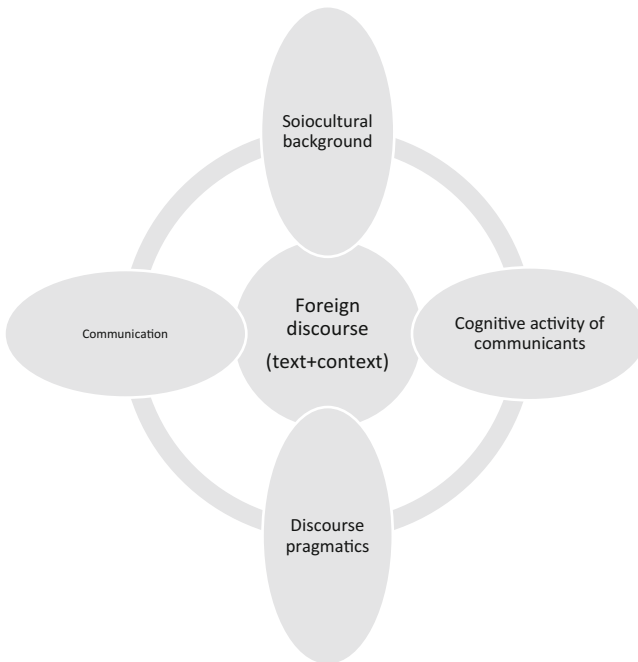 Soiocultural
background
Communication
Foreign
discourse
(text+context)
Cognitive activity of
communicants
Discourse
pragmatics